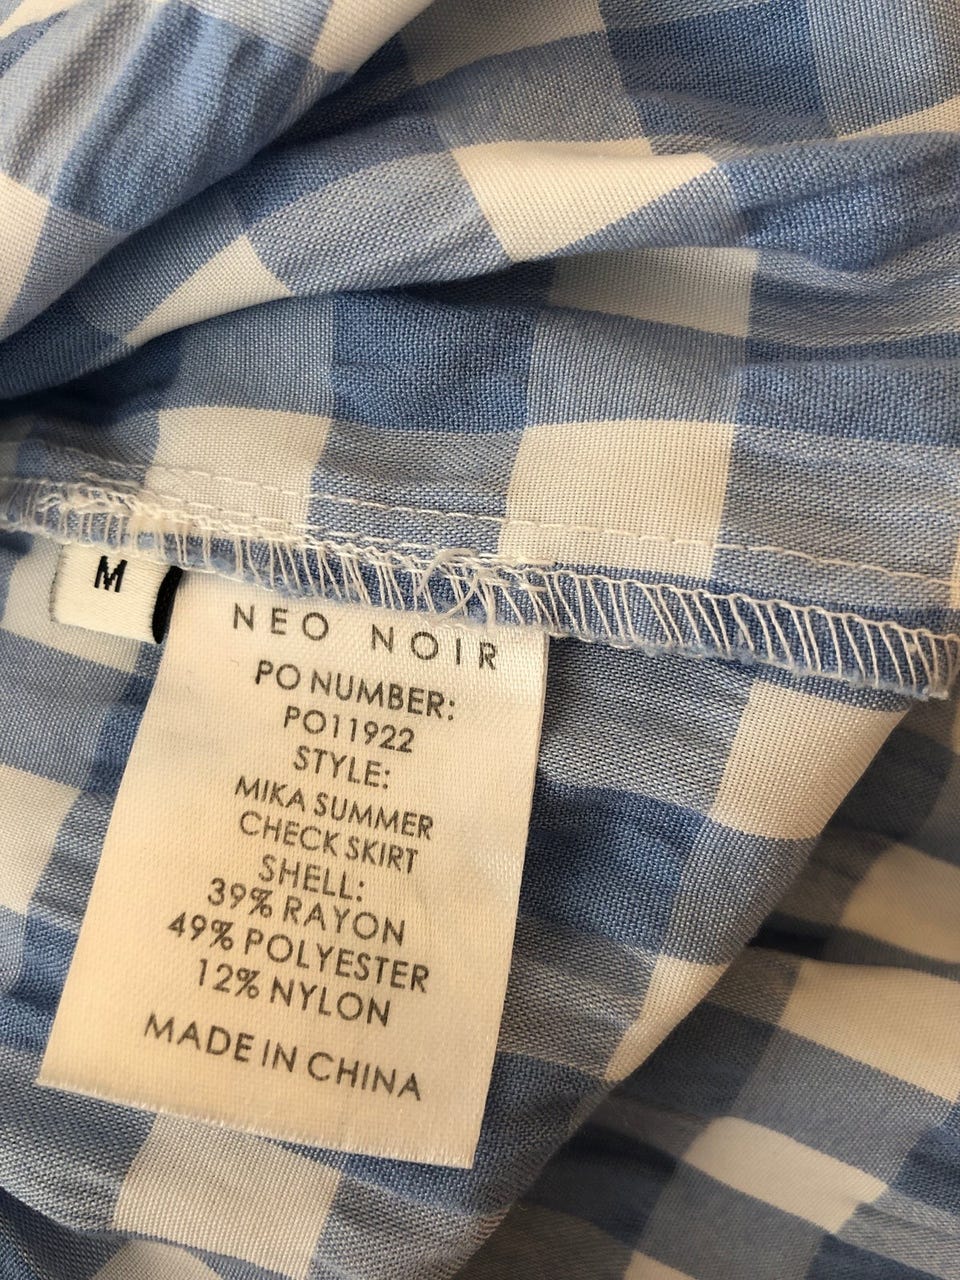 M
NEO NOIR
PO NUMBER:
PO11922
STYLE:
MIKA SUMMER
CHECK SKIRT
SHELL:
39% RAYON
49% POLYESTER
12% NYLON
MADE IN CHINA